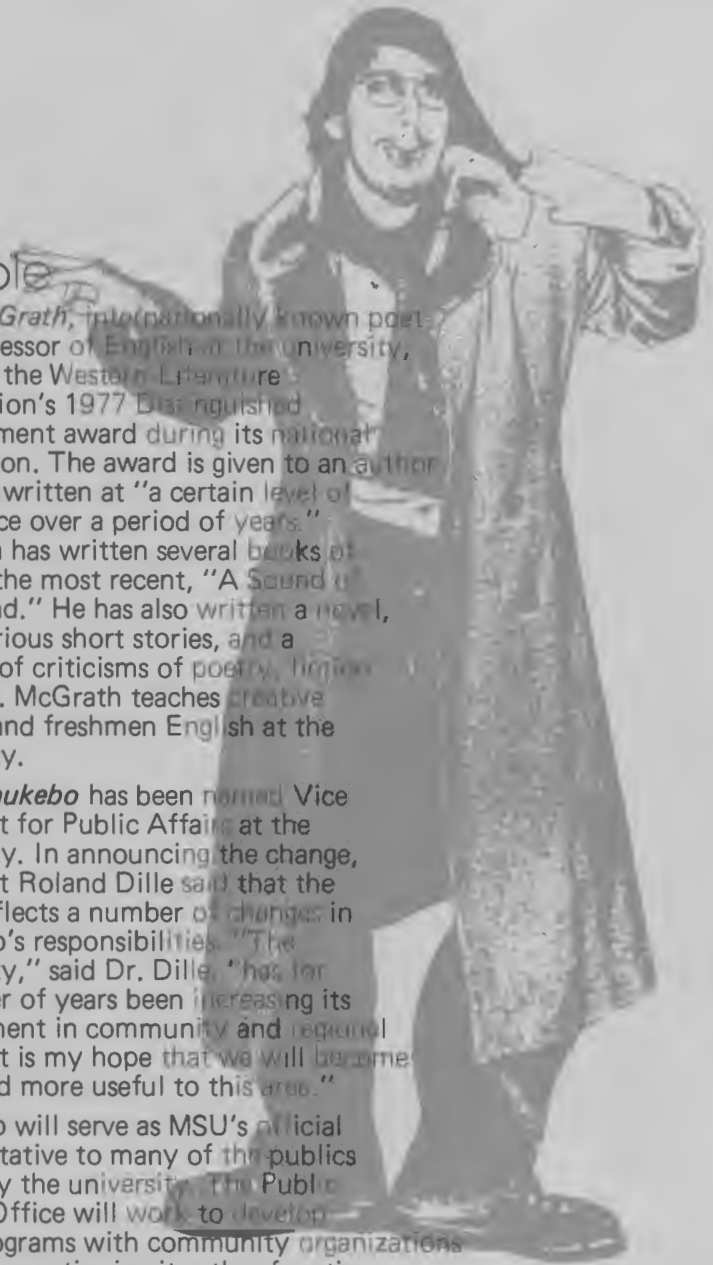 ole
Grath, internationally known poet
essor of English at the university,
the Western Literature
ion's 1977 Distinguished
ment award during its national
on. The award is given to an author
written at "a certain level of
ce over a period of years."
has written several books of
the most recent, "A Sound of
nd." He has also written a novel,
rious short stories, and a
of criticisms of poetry, fiction
. McGrath teaches creative
and freshmen English at the
y.
ukebo has been named Vice
t for Public Affairs at the
y. In announcing the change,
t Roland Dille said that the
flects a number of changes in
o's responsibilities. "The
ty," said Dr. Dille, "has for
er of years been increasing its
ment in community and regional
t is my hope that we will become
d more useful to this area."
o will serve as MSU's official
tative to many of the publics
y the university. The Public
Office will work to develop
ograms with community organizations